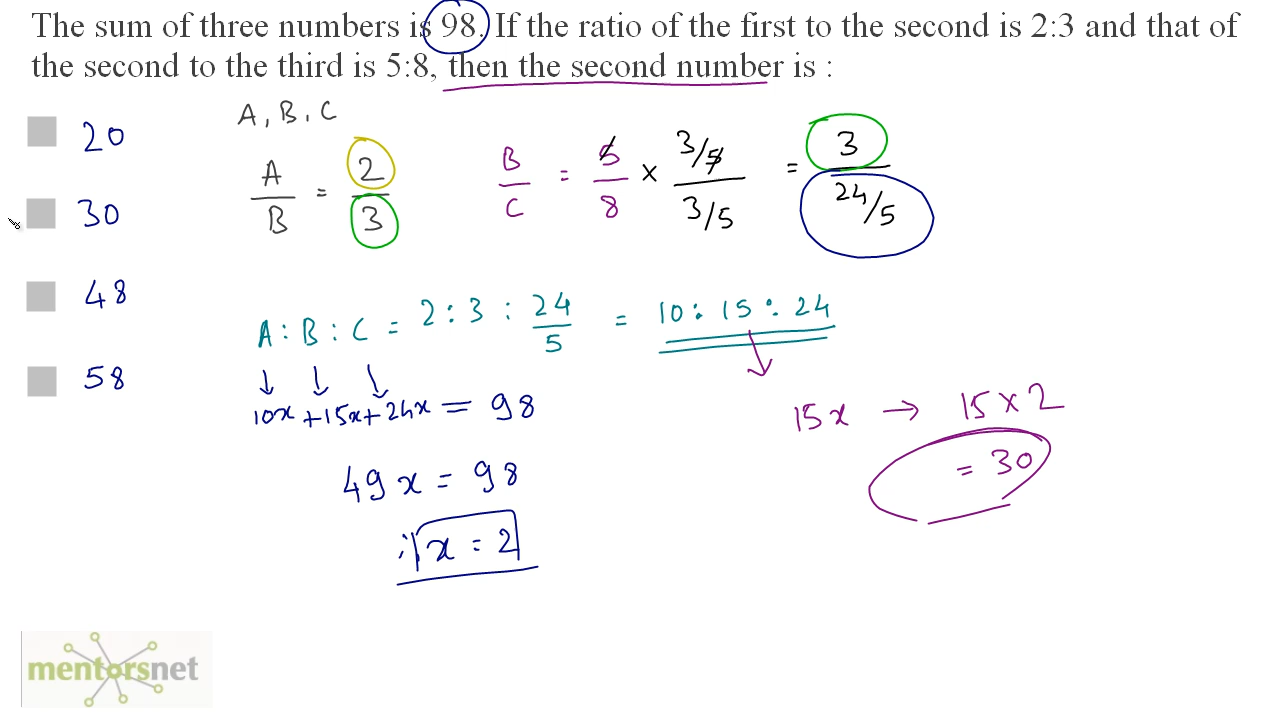 The sum of three numbers is 98. If the ratio of the first to the second is 2:3 and that of
the second to the third is 5:8, then the second number is :
20
30
48
58
A, B, C
A/B = 2/3
B/C = 5/8 × (3/5)/(3/5) = 3/(24/5)
A : B : C = 2 : 3 : 24/5 = 10 : 15 : 24
10x + 15x + 24x = 98
49x = 98
∴ x = 2
15x → 15 × 2
= 30
mentorsnet